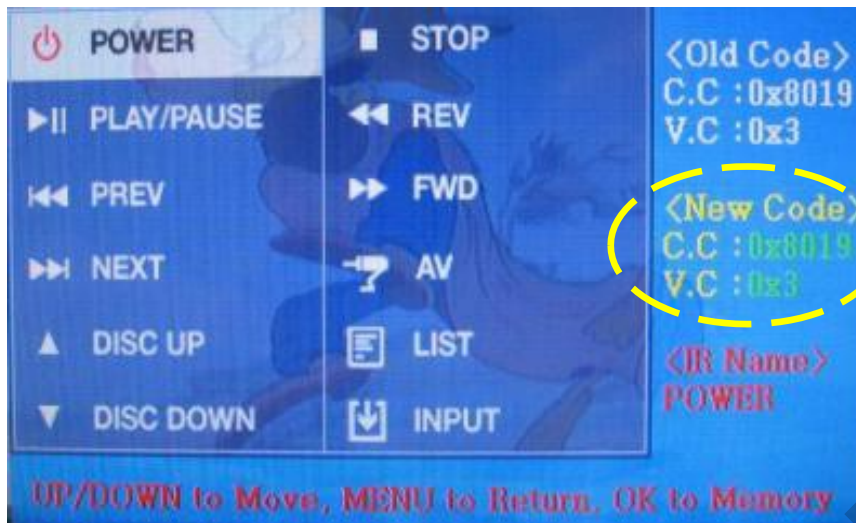 POWER
PLAY/PAUSE
PREV
NEXT
DISC UP
DISC DOWN
STOP
REV
FWD
AV
LIST
INPUT
<Old Code>
C.C :0x8019
V.C :0x3
<New Code>
C.C :0x8019
V.C :0x3
<IR Name>
POWER
UP/DOWN to Move, MENU to Return, OK to Memory